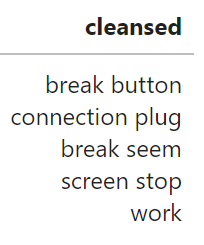 cleansed
break button
connection plug
break seem
screen stop
work